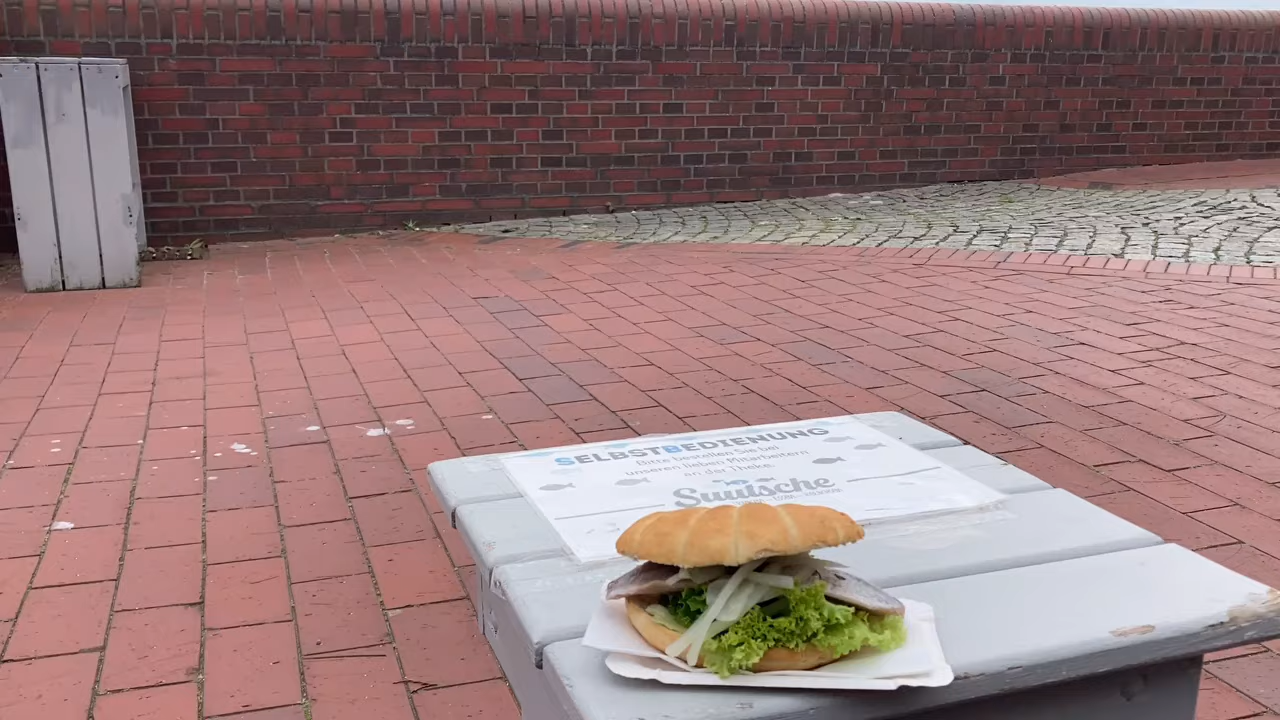 SELBSTBEDIENUNG
Bitte bestellen Sie bei
unseren lieben Mitarbeitern
an der Theke.
Suutsche